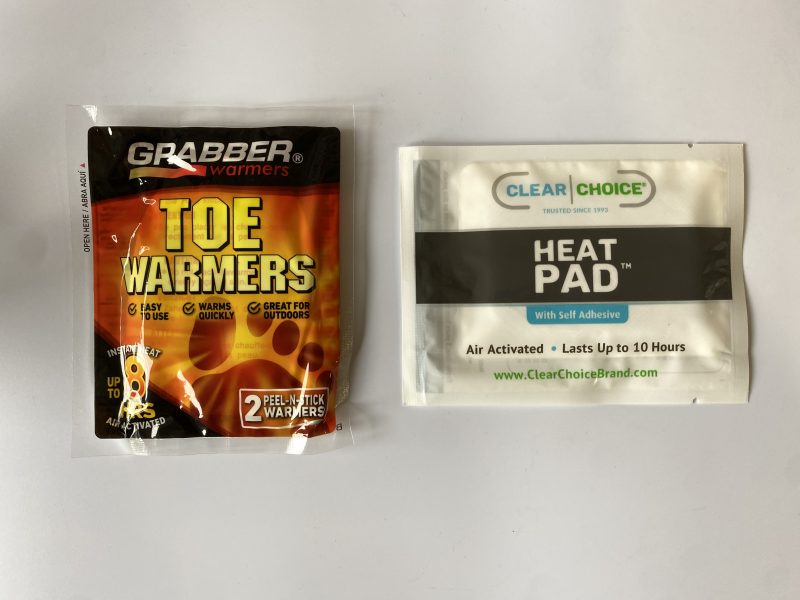 GRABBER®
warmers
OPEN HERE / ABRA AQUÍ
TOE
WARMERS
EASY
TO USE
WARMS
QUICKLY
GREAT FOR
OUTDOORS
INSTANT HEAT
UP
TO
8
HRS
AIR ACTIVATED
2 PEEL-N-STICK
WARMERS
CLEAR CHOICE®
TRUSTED SINCE 1993
HEAT
PAD™
With Self Adhesive
Air Activated • Lasts Up to 10 Hours
www.ClearChoiceBrand.com